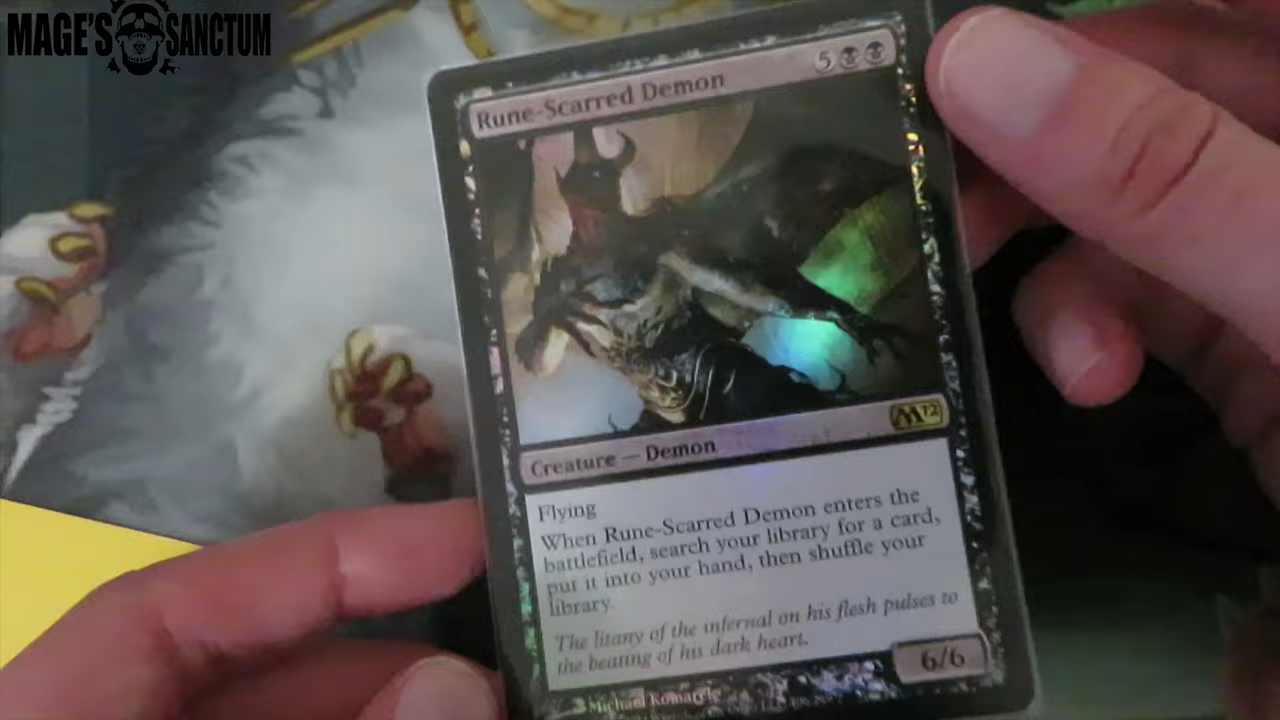 MAGE'S SANCTUM
Rune-Scarred Demon 5
M12
Creature — Demon
Flying
When Rune-Scarred Demon enters the
battlefield, search your library for a card,
put it into your hand, then shuffle your
library.
The litany of the infernal on his flesh pulses to
the beating of his dark heart.
6/6
Michael Komarck